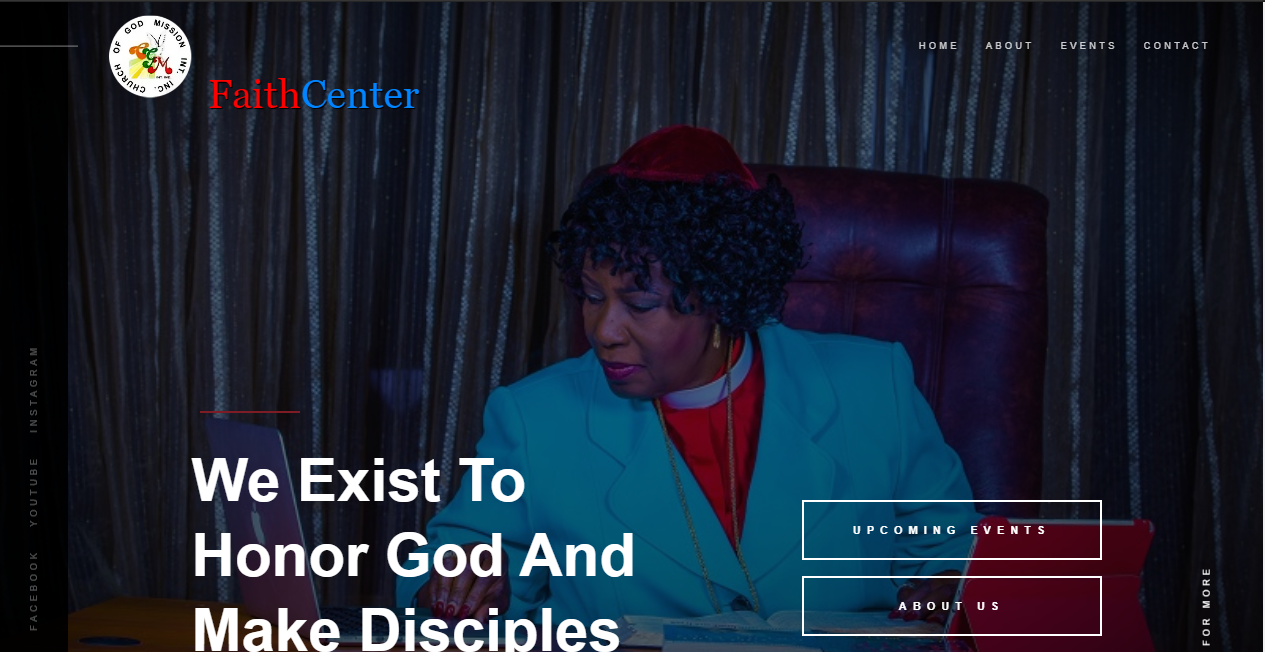 CHURCH OF GOD MISSION INT. INC.
CGM
FaithCenter
HOME ABOUT EVENTS CONTACT
INSTAGRAM
YOUTUBE
FACEBOOK
We Exist To
Honor God And
Make Disciples
UPCOMING EVENTS
ABOUT US
FOR MORE